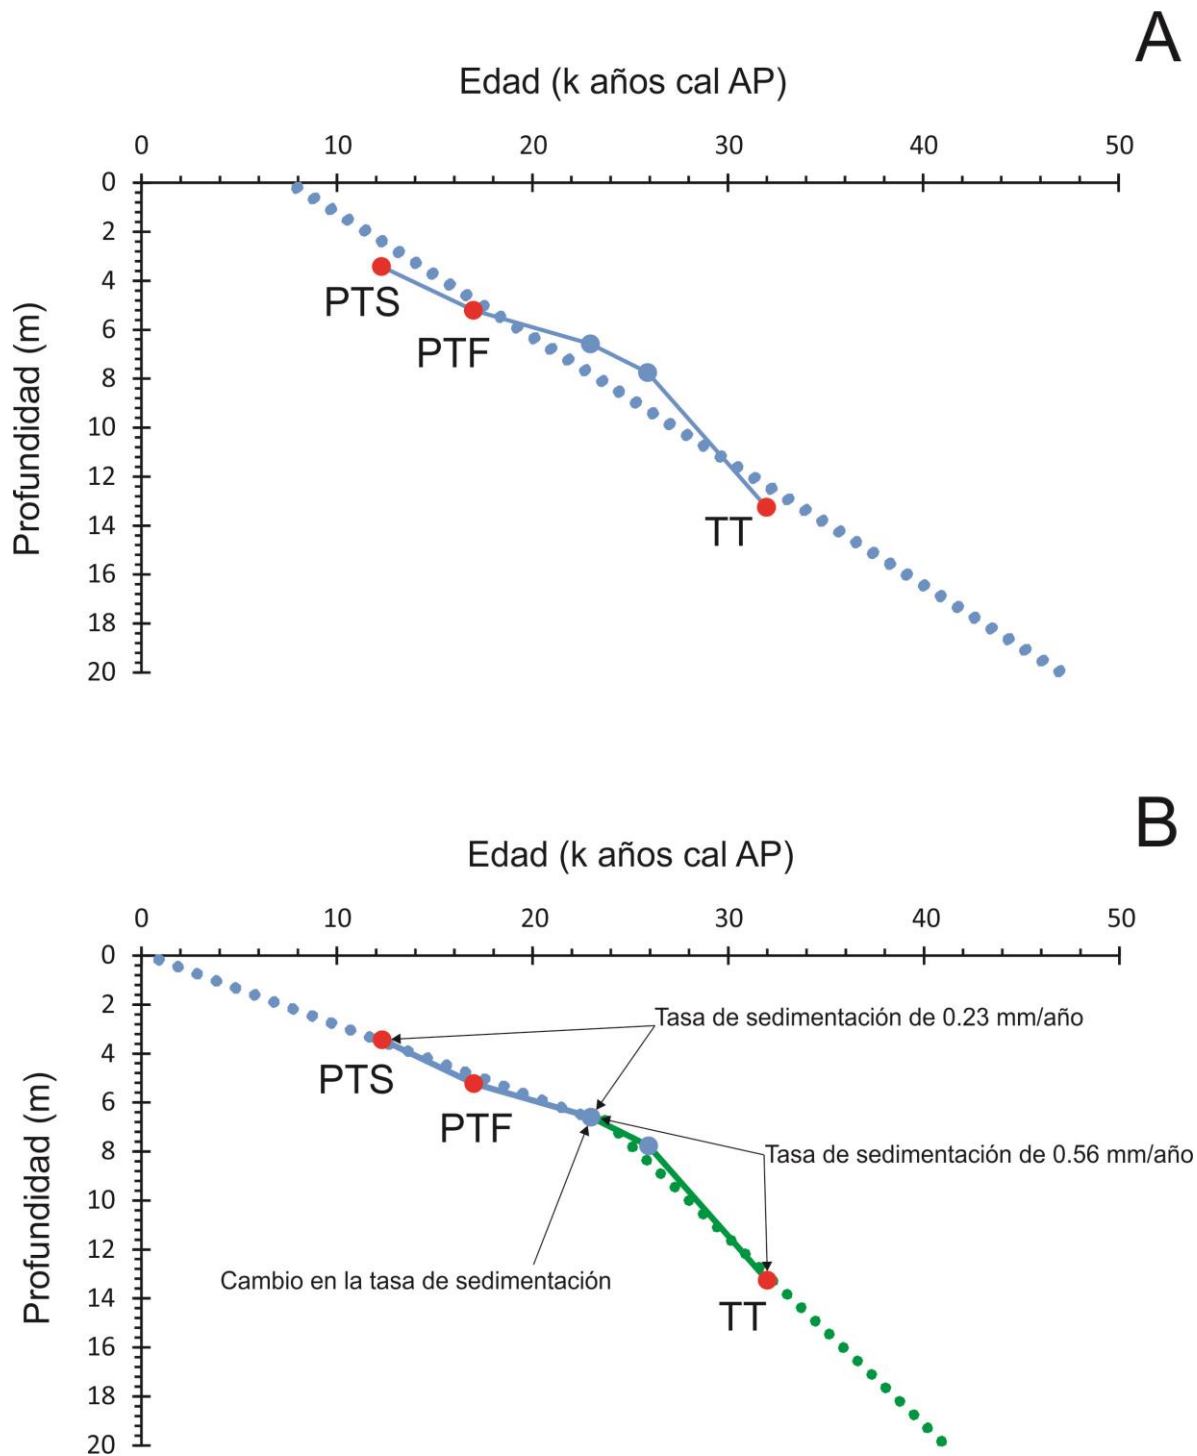 A
Edad (k años cal AP)
0 10 20 30 40 50
Profundidad (m)
0
2
4
6
8
10
12
14
16
18
20
PTS
PTF
TT
B
Edad (k años cal AP)
0 10 20 30 40 50
Profundidad (m)
0
2
4
6
8
10
12
14
16
18
20
Tasa de sedimentación de 0.23 mm/año
PTS
PTF
Tasa de sedimentación de 0.56 mm/año
Cambio en la tasa de sedimentación
TT